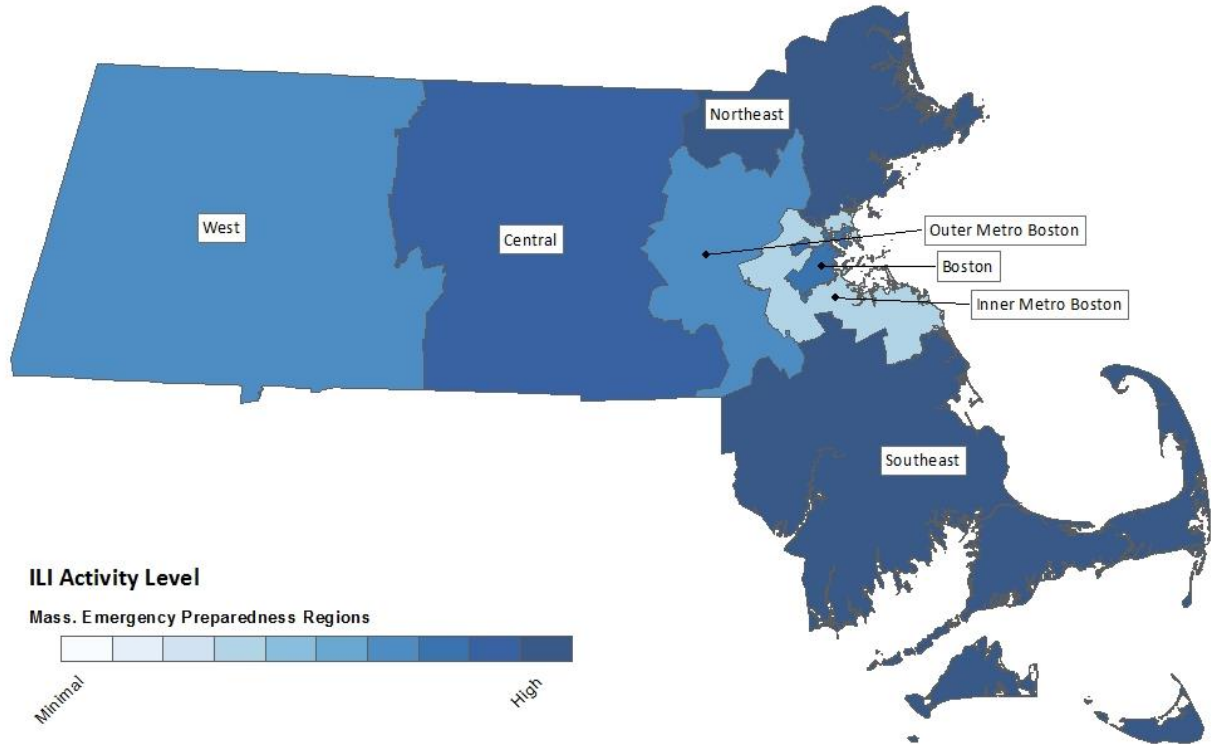 Northeast
West
Central
Outer Metro Boston
Boston
Inner Metro Boston
Southeast
ILI Activity Level
Mass. Emergency Preparedness Regions
Minimal
High